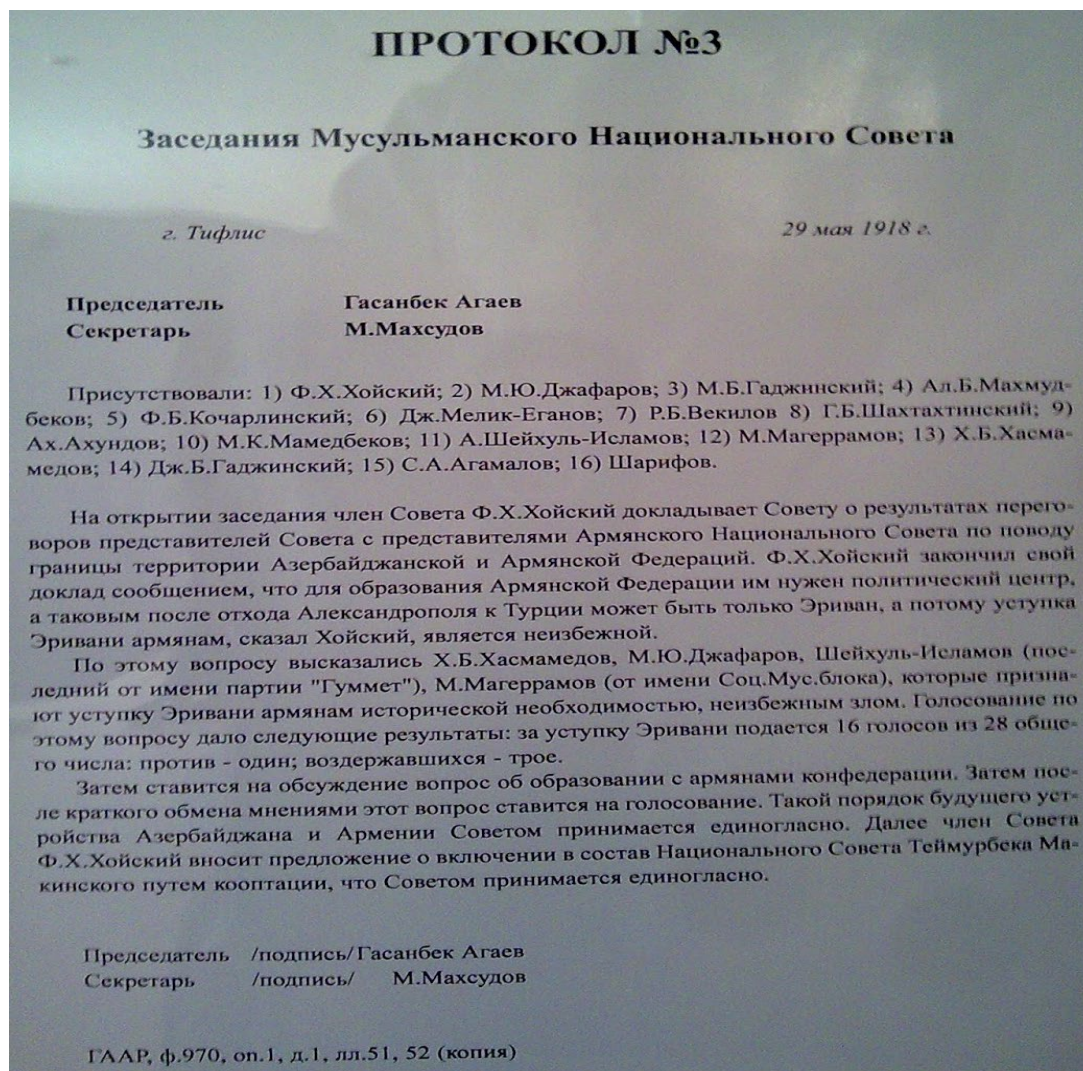 ПРОТОКОЛ №3
Заседания Мусульманского Национального Совета
г. Тифлис 29 мая 1918 г.
Председатель Гасанбек Агаев
Секретарь М.Махсудов
Присутствовали: 1) Ф.Х.Хойский; 2) М.Ю.Джафаров; 3) М.Б.Гаджинский; 4) Ал.Б.Махмуд-
беков; 5) Ф.Б.Кочарлинский; 6) Дж.Мелик-Еганов; 7) Р.Б.Векилов 8) Г.Б.Шахтахтинский; 9)
Ах.Ахундов; 10) М.К.Мамедбеков; 11) А.Шейхуль-Исламов; 12) М.Магеррамов; 13) Х.Б.Хасма-
медов; 14) Дж.Б.Гаджинский; 15) С.А.Агамалов; 16) Шарифов.
На открытии заседания член Совета Ф.Х.Хойский докладывает Совету о результатах перего-
воров представителей Совета с представителями Армянского Национального Совета по поводу
границы территории Азербайджанской и Армянской Федераций. Ф.Х.Хойский закончил свой
доклад сообщением, что для образования Армянской Федерации им нужен политический центр,
а таковым после отхода Александрополя к Турции может быть только Эриван, а потому уступка
Эривани армянам, сказал Хойский, является неизбежной.
По этому вопросу высказались Х.Б.Хасмамедов, М.Ю.Джафаров, Шейхуль-Исламов (пос-
ледний от имени партии "Гуммет"), М.Магеррамов (от имени Соц.Мус.блока), которые призна-
ют уступку Эривани армянам исторической необходимостью, неизбежным злом. Голосование по
этому вопросу дало следующие результаты: за уступку Эривани подается 16 голосов из 28 обще-
го числа: против - один; воздержавшихся - трое.
Затем ставится на обсуждение вопрос об образовании с армянами конфедерации. Затем пос-
ле краткого обмена мнениями этот вопрос ставится на голосование. Такой порядок будущего уст-
ройства Азербайджана и Армении Советом принимается единогласно. Далее член Совета
Ф.Х.Хойский вносит предложение о включении в состав Национального Совета Теймурбека Ма-
кинского путем кооптации, что Советом принимается единогласно.
Председатель /подпись/ Гасанбек Агаев
Секретарь /подпись/ М.Махсудов
ГААР, ф.970, оп.1, д.1, лл.51, 52 (копия)